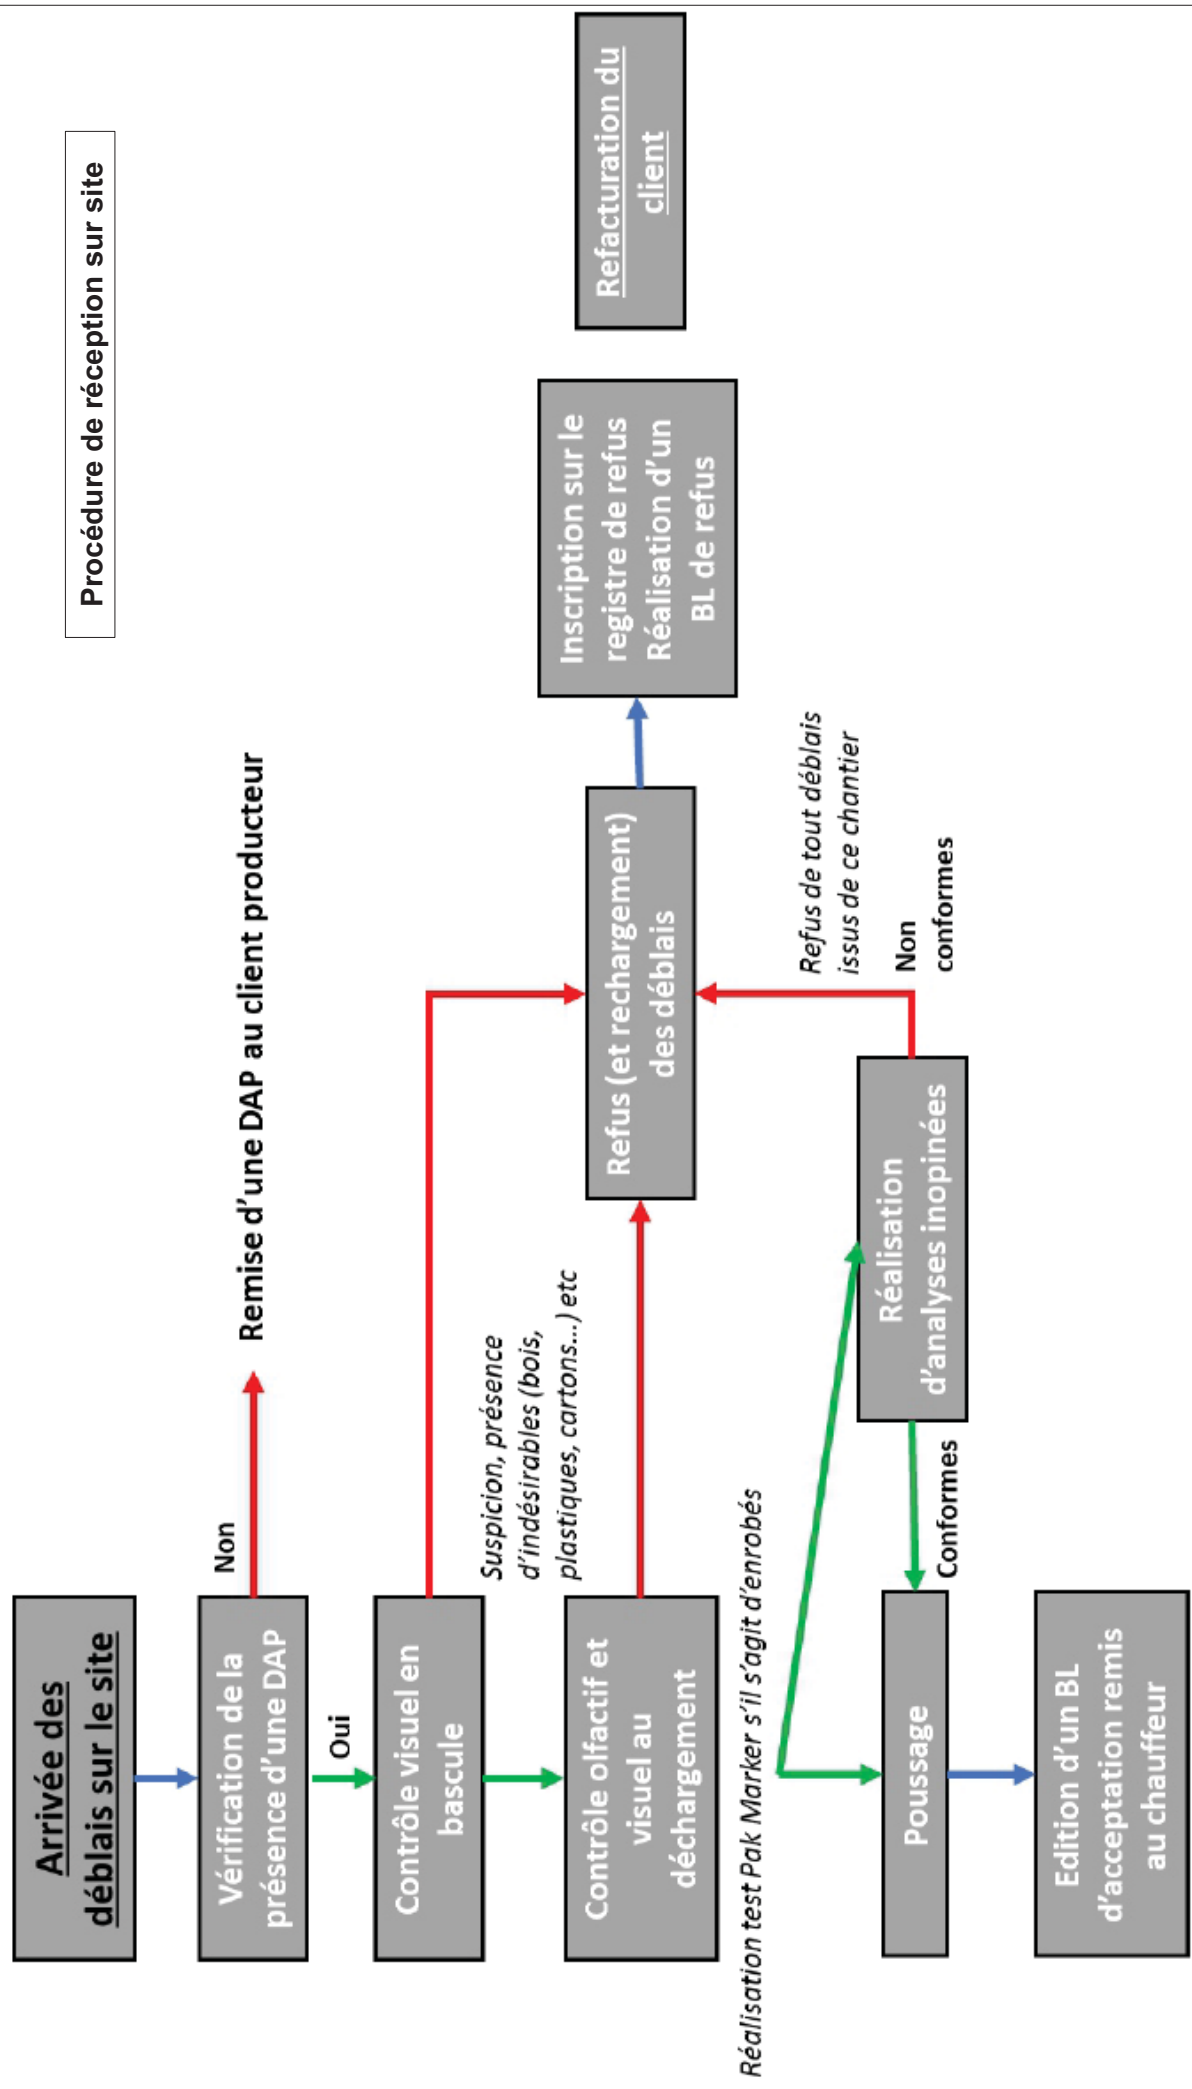 Procédure de réception sur site
Arrivée des
déblais sur le site
Vérification de la
présence d'une DAP
Non
Remise d'une DAP au client producteur
Oui
Contrôle visuel en
bascule
Suspicion, présence
d'indésirables (bois,
plastiques, cartons...) etc
Contrôle olfactif et
visuel au
déchargement
Refus (et rechargement)
des déblais
Inscription sur le
registre de refus
Réalisation d'un
BL de refus
Refacturation du
client
Réalisation test Pak Marker s'il s'agit d'enrobés
Refus de tout déblais
issus de ce chantier
Non
conformes
Réalisation
d'analyses inopinées
Conformes
Poussage
Edition d'un BL
d'acceptation remis
au chauffeur